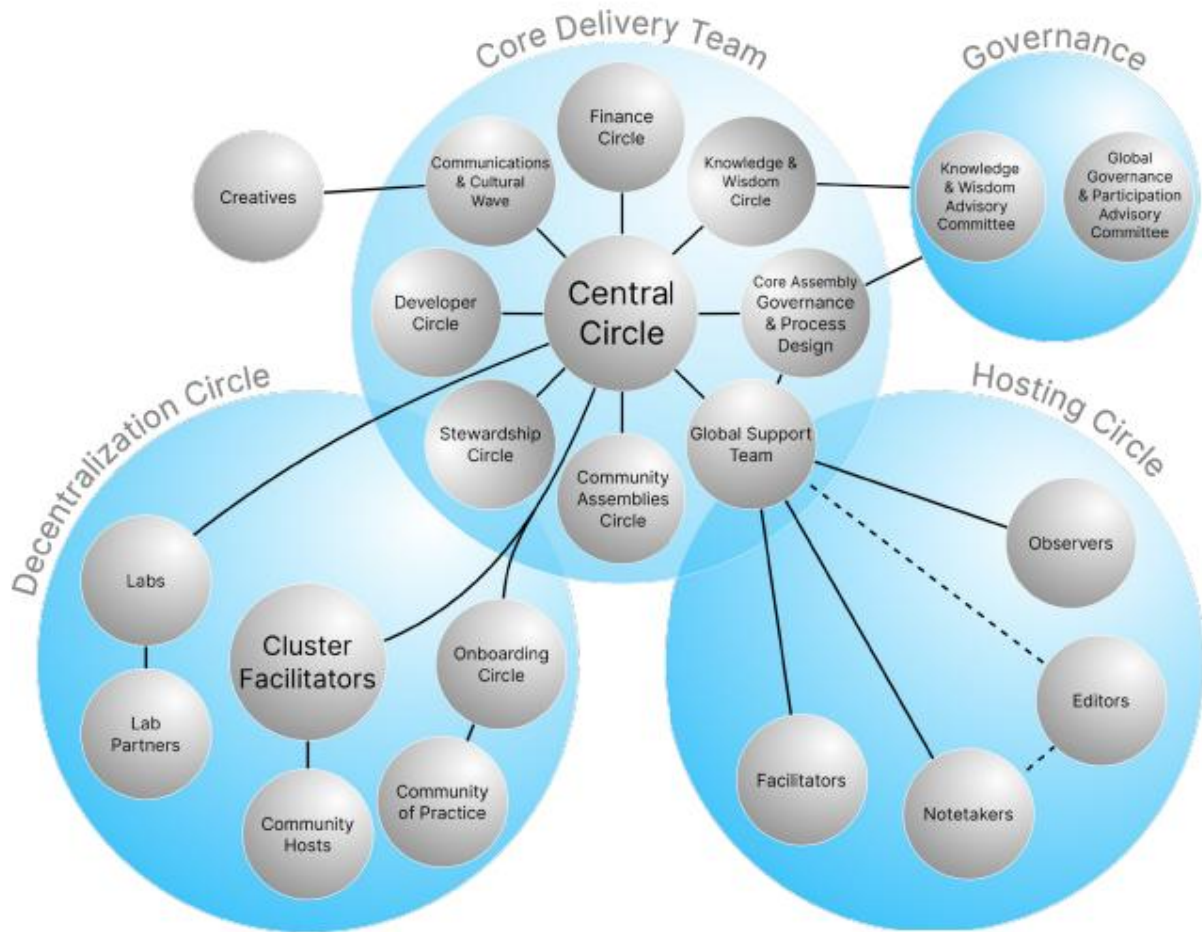 Core Delivery Team
Governance
Finance
Circle
Communications
& Cultural
Wave
Knowledge &
Wisdom
Circle
Knowledge
& Wisdom
Advisory
Committee
Global
Governance
& Participation
Advisory
Committee
Creatives
Developer
Circle
Central
Circle
Core Assembly
Governance
& Process
Design
Decentralization Circle
Hosting Circle
Stewardship
Circle
Global Support
Team
Community
Assemblies
Circle
Labs
Observers
Cluster
Facilitators
Onboarding
Circle
Editors
Lab
Partners
Community
of Practice
Facilitators
Notetakers
Community
Hosts